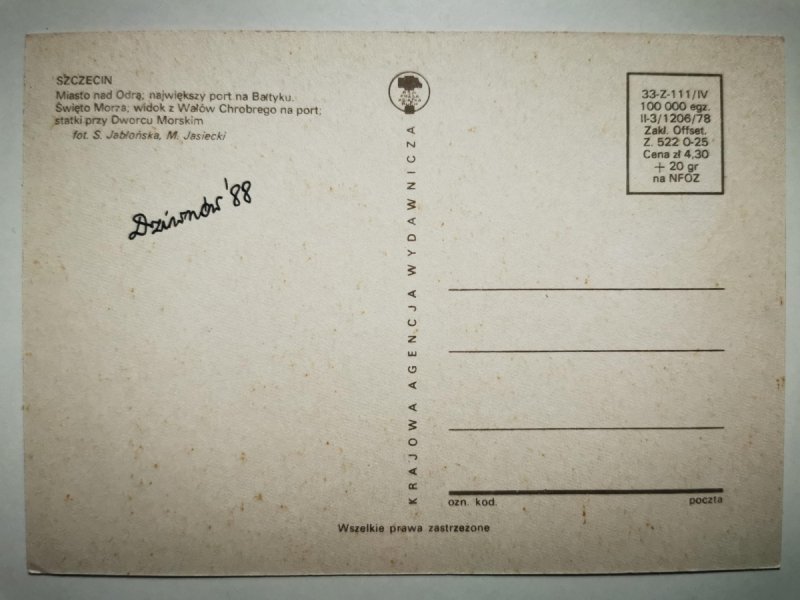 SZCZECIN
Miasto nad Odrą; największy port na Bałtyku.
Święto Morza; widok z Wałów Chrobrego na port;
statki przy Dworcu Morskim
fot. S. Jabłońska, M. Jasiecki
Dziwnów '88
KRAJOWA AGENCJA WYDAWNICZA
33-Z-111/IV
100 000 egz.
II-3/1206/78
Zakł. Offset.
Z. 522 0-25
Cena zł 4,30
+ 20 gr
na NFOZ
ozn. kod.
poczta
Wszelkie prawa zastrzeżone